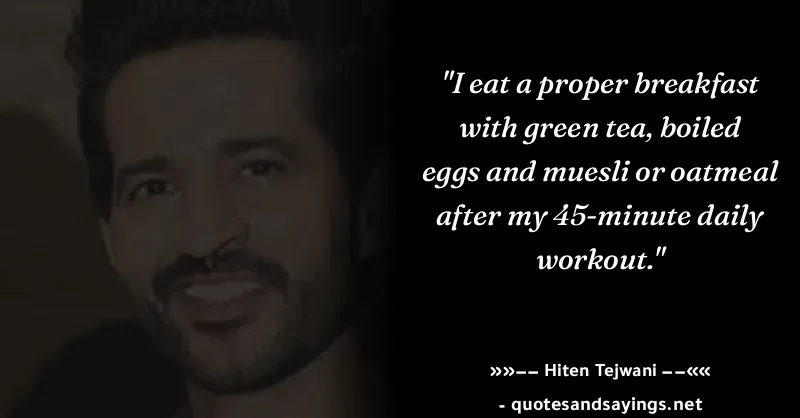 "I eat a proper breakfast
with green tea, boiled
eggs and muesli or oatmeal
after my 45-minute daily
workout."
»»−− Hiten Tejwani −−««
- quotesandsayings.net